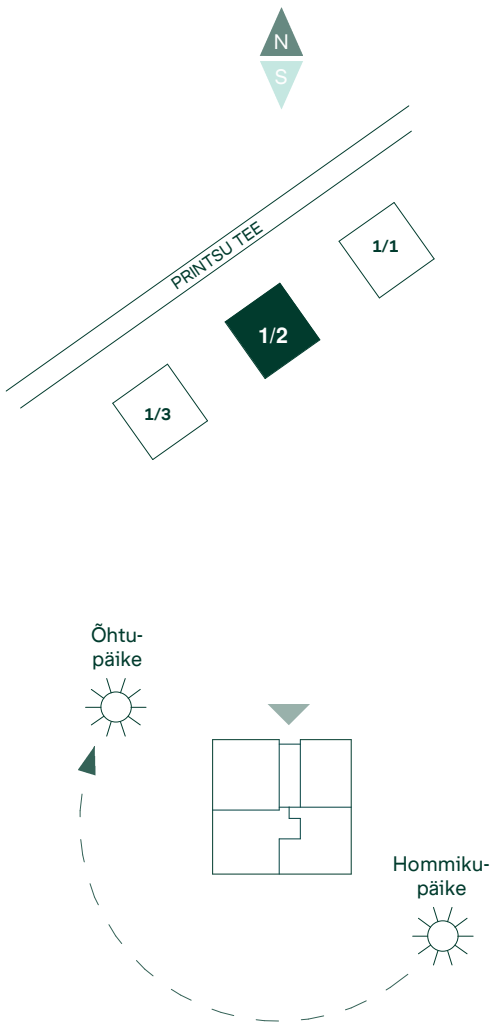 N
S
PRINTSU TEE
1/1
1/2
1/3
Õhtu-
päike
Hommiku-
päike